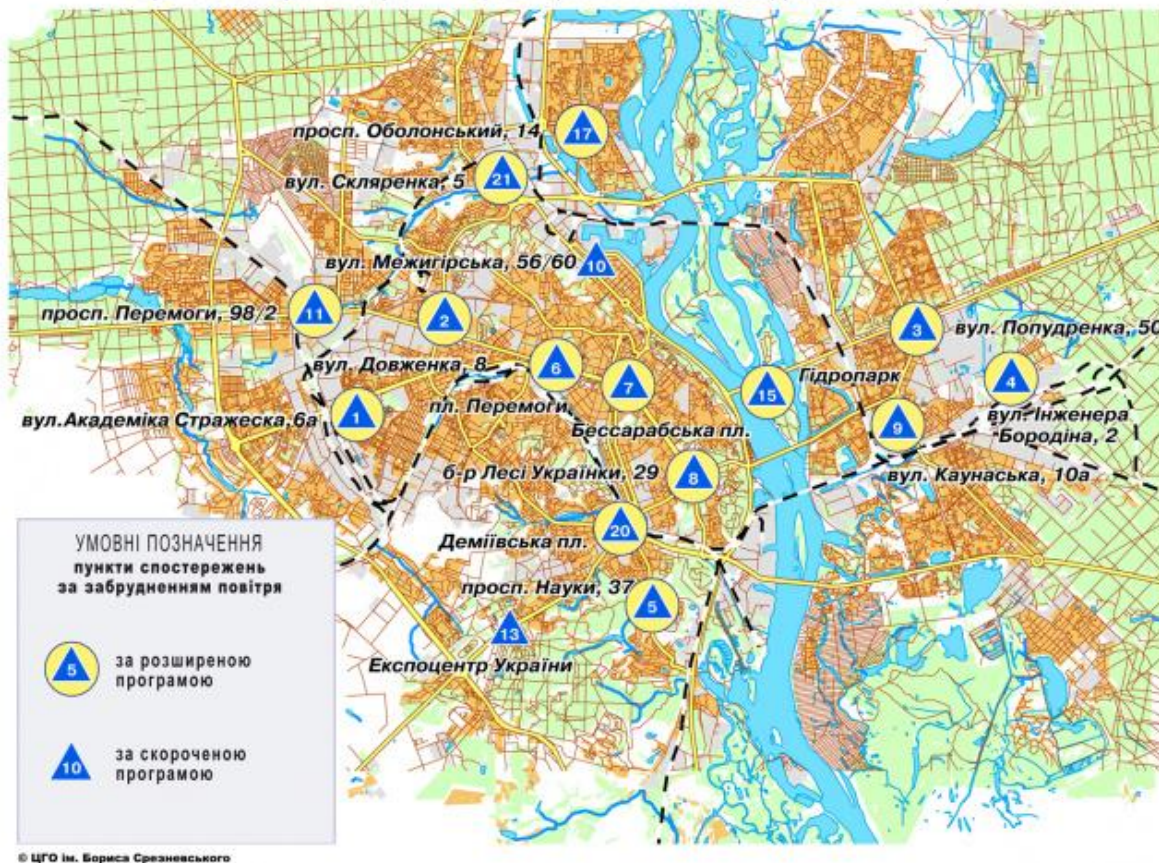 просп. Оболонський, 14
17
вул. Скляренка, 5
21
вул. Межигірська, 56/60
10
просп. Перемоги, 98/2
11
2
3
вул. Попудренка, 50
вул. Довженка, 8
6
7
15
Гідропарк
4
вул.Академіка Стражеска,6а
1
пл. Перемоги
Бессарабська пл.
9
вул. Інженера
Бородіна, 2
б-р Лесі Українки, 29
8
вул. Каунаська, 10а
Деміївська пл.
20
просп. Науки, 37
5
13
Експоцентр України
УМОВНІ ПОЗНАЧЕННЯ
пункти спостережень
за забрудненням повітря
5
за розширеною
програмою
10
за скороченою
програмою
© ЦГО ім. Бориса Срезневського